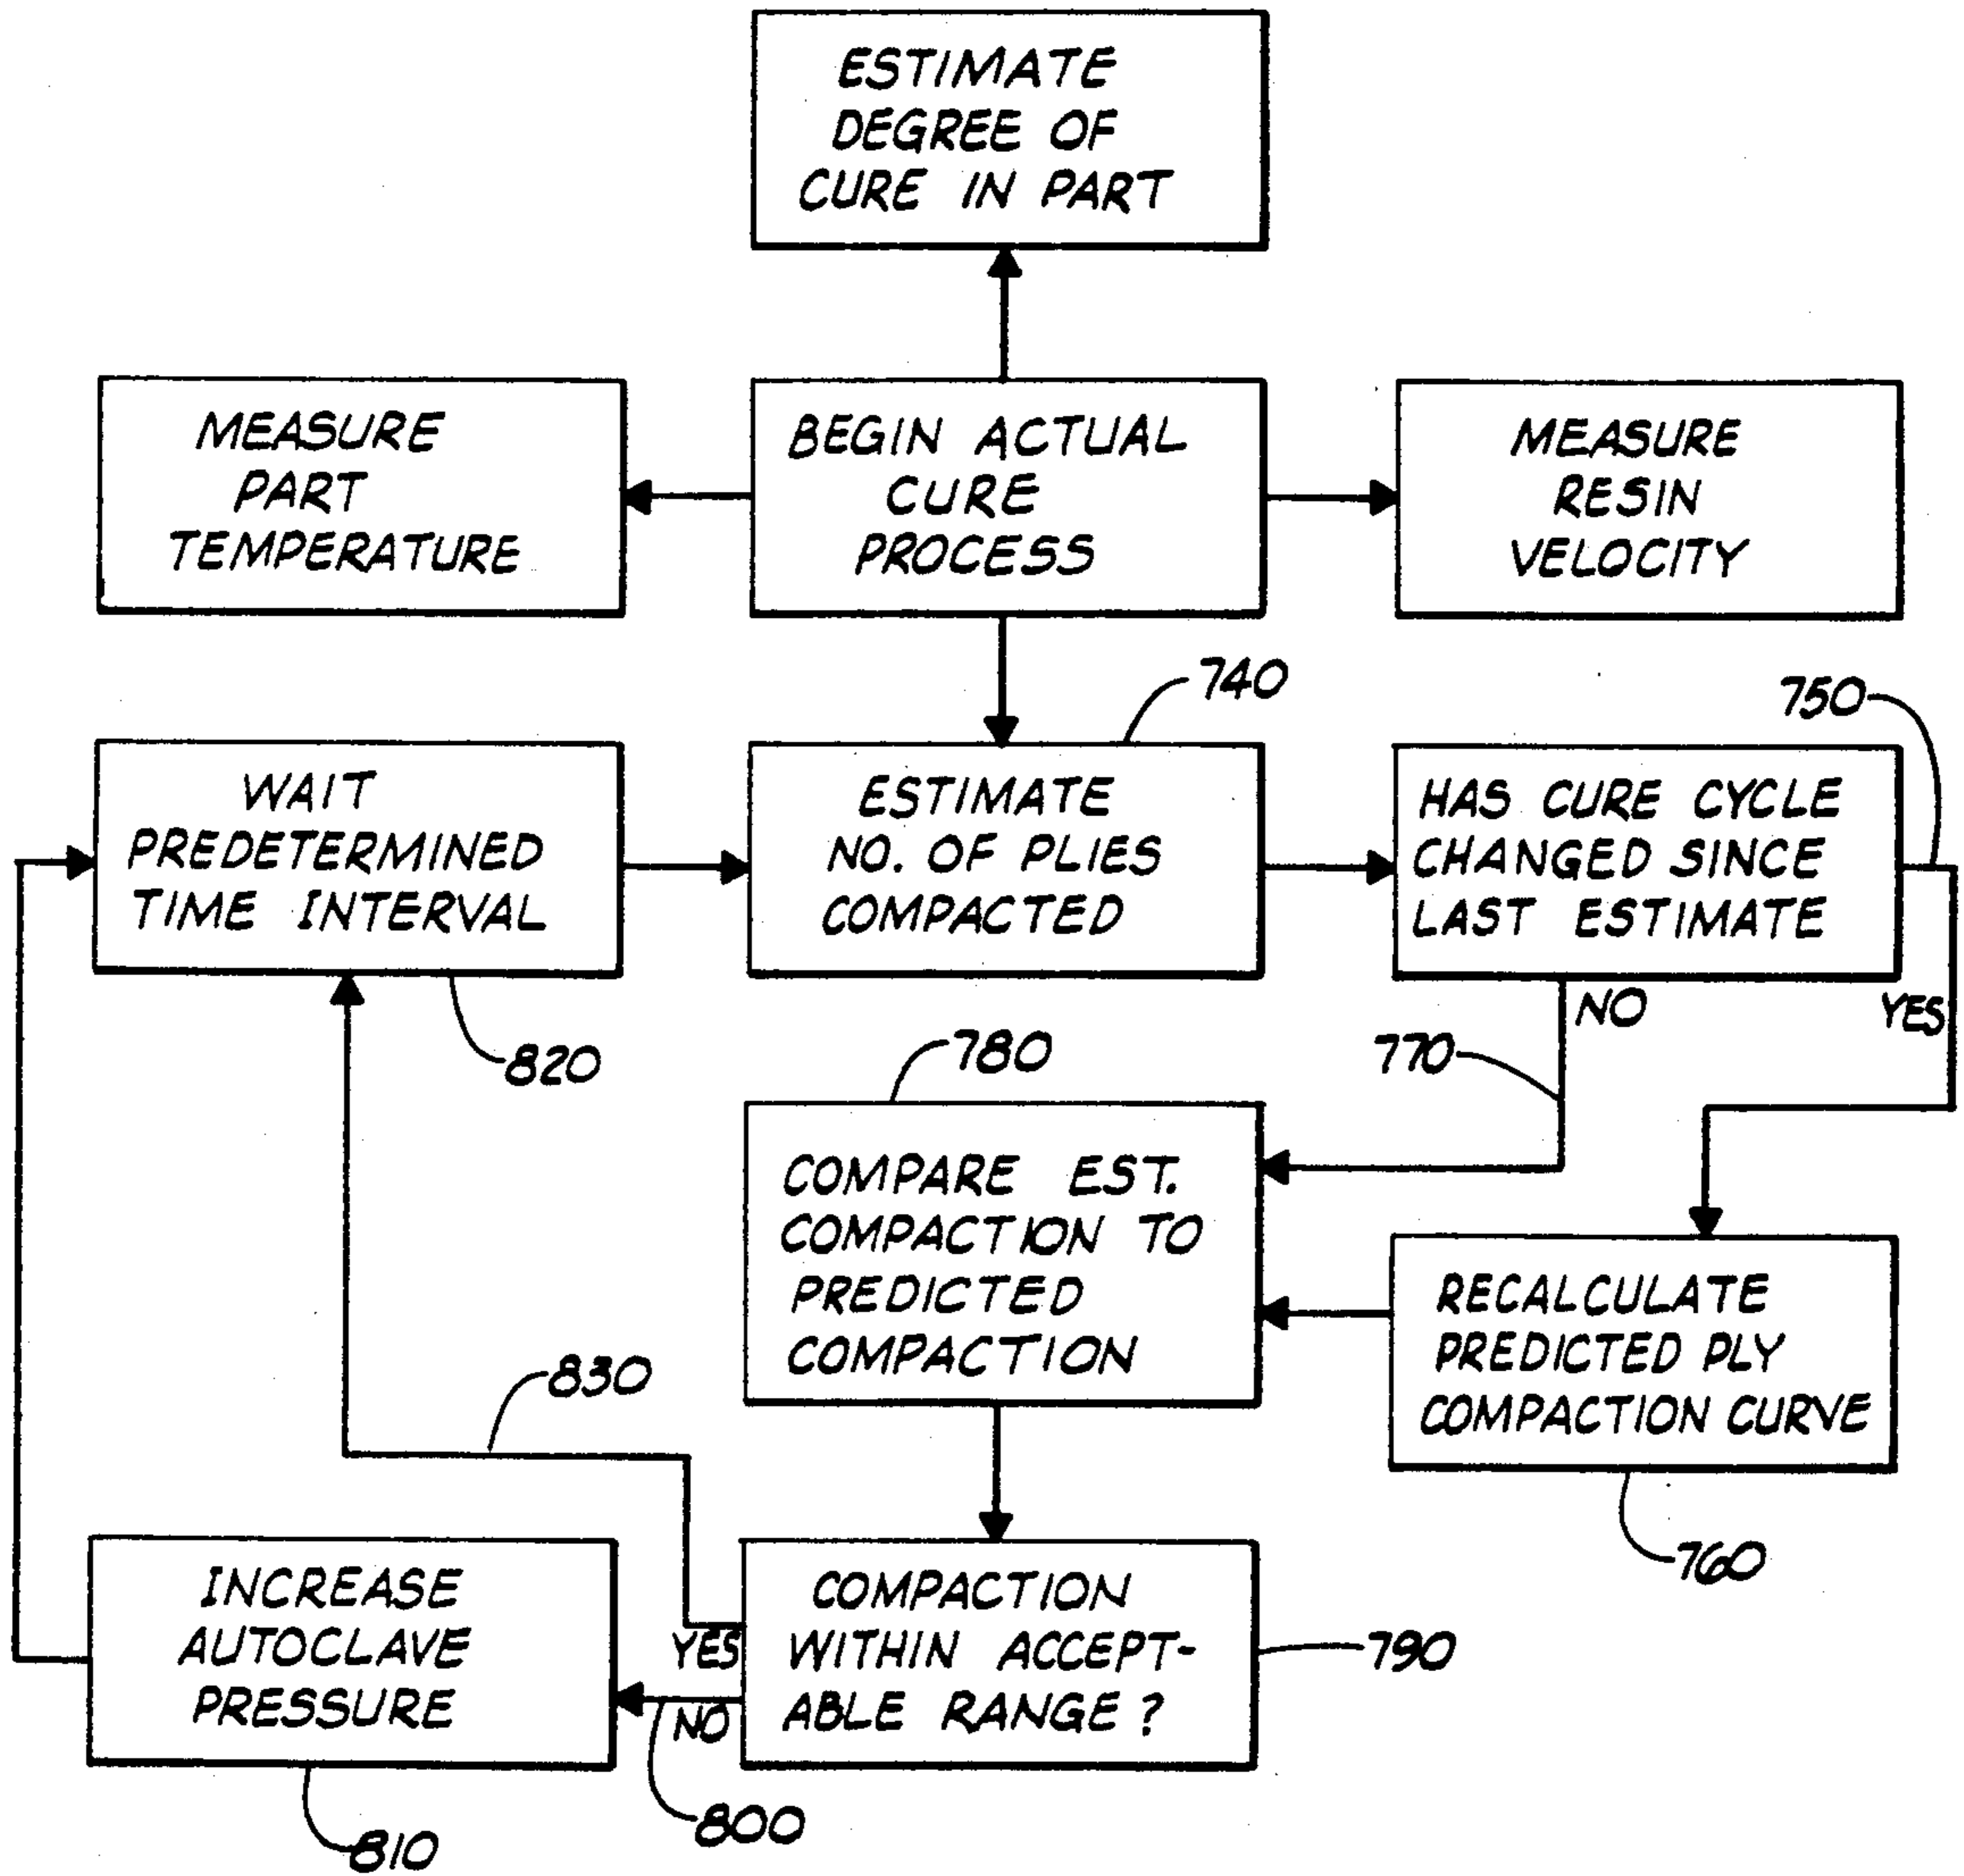 ESTIMATE
DEGREE OF
CURE IN PART
MEASURE
PART
TEMPERATURE
BEGIN ACTUAL
CURE
PROCESS
MEASURE
RESIN
VELOCITY
740
750
WAIT
PREDETERMINED
TIME INTERVAL
ESTIMATE
NO. OF PLIES
COMPACTED
HAS CURE CYCLE
CHANGED SINCE
LAST ESTIMATE
NO
YES
820
780
770
COMPARE EST.
COMPACTION TO
PREDICTED
COMPACTION
RECALCULATE
PREDICTED PLY
COMPACTION CURVE
830
760
INCREASE
AUTOCLAVE
PRESSURE
YES
NO
COMPACTION
WITHIN ACCEPT-
ABLE RANGE?
790
800
810